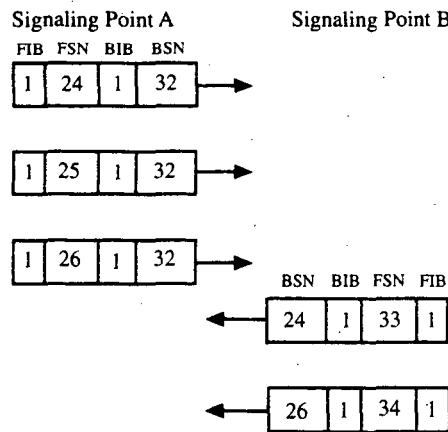 Signaling Point A Signaling Point B
FIB FSN BIB BSN
1 24 1 32
1 25 1 32
1 26 1 32
BSN BIB FSN FIB
24 1 33 1
26 1 34 1